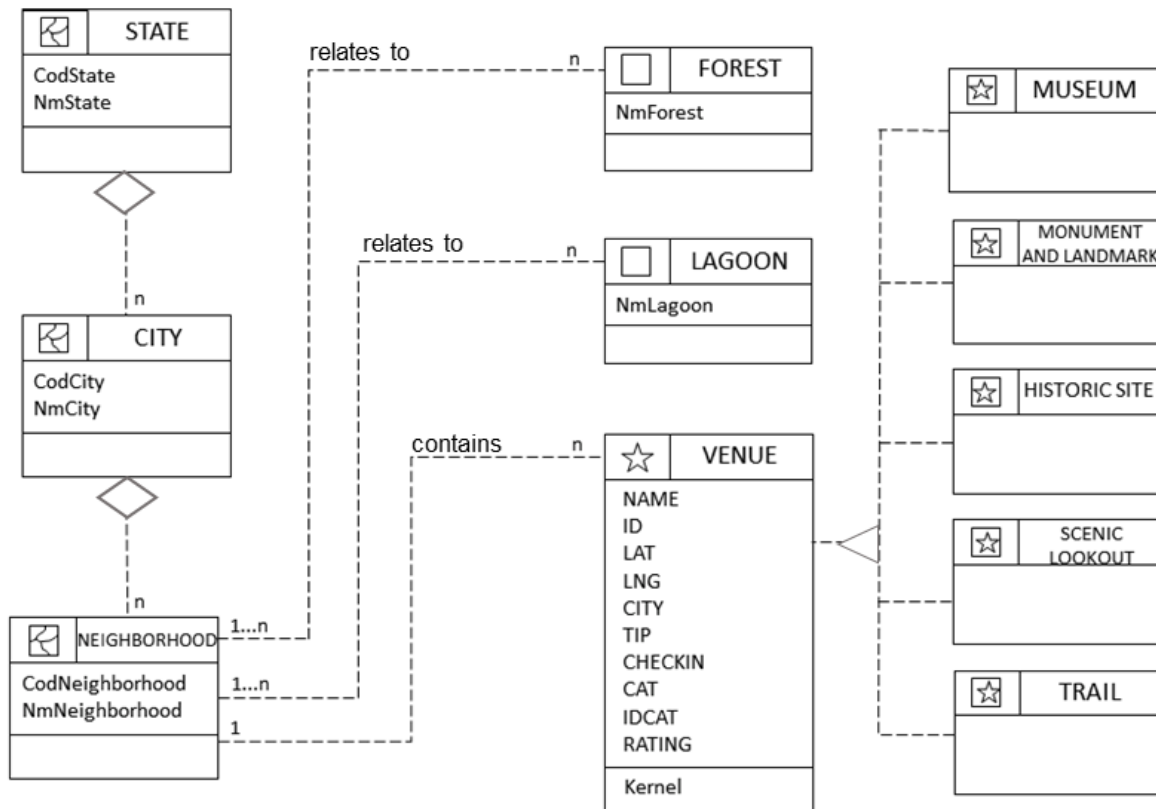 STATE
CodState
NmState
n
CITY
CodCity
NmCity
n
NEIGHBORHOOD
CodNeighborhood
NmNeighborhood
1...n
1...n
1
relates to
n
FOREST
NmForest
relates to
n
LAGOON
NmLagoon
contains
n
VENUE
NAME
ID
LAT
LNG
CITY
TIP
CHECKIN
CAT
IDCAT
RATING
Kernel
MUSEUM
MONUMENT
AND LANDMARK
HISTORIC SITE
SCENIC
LOOKOUT
TRAIL